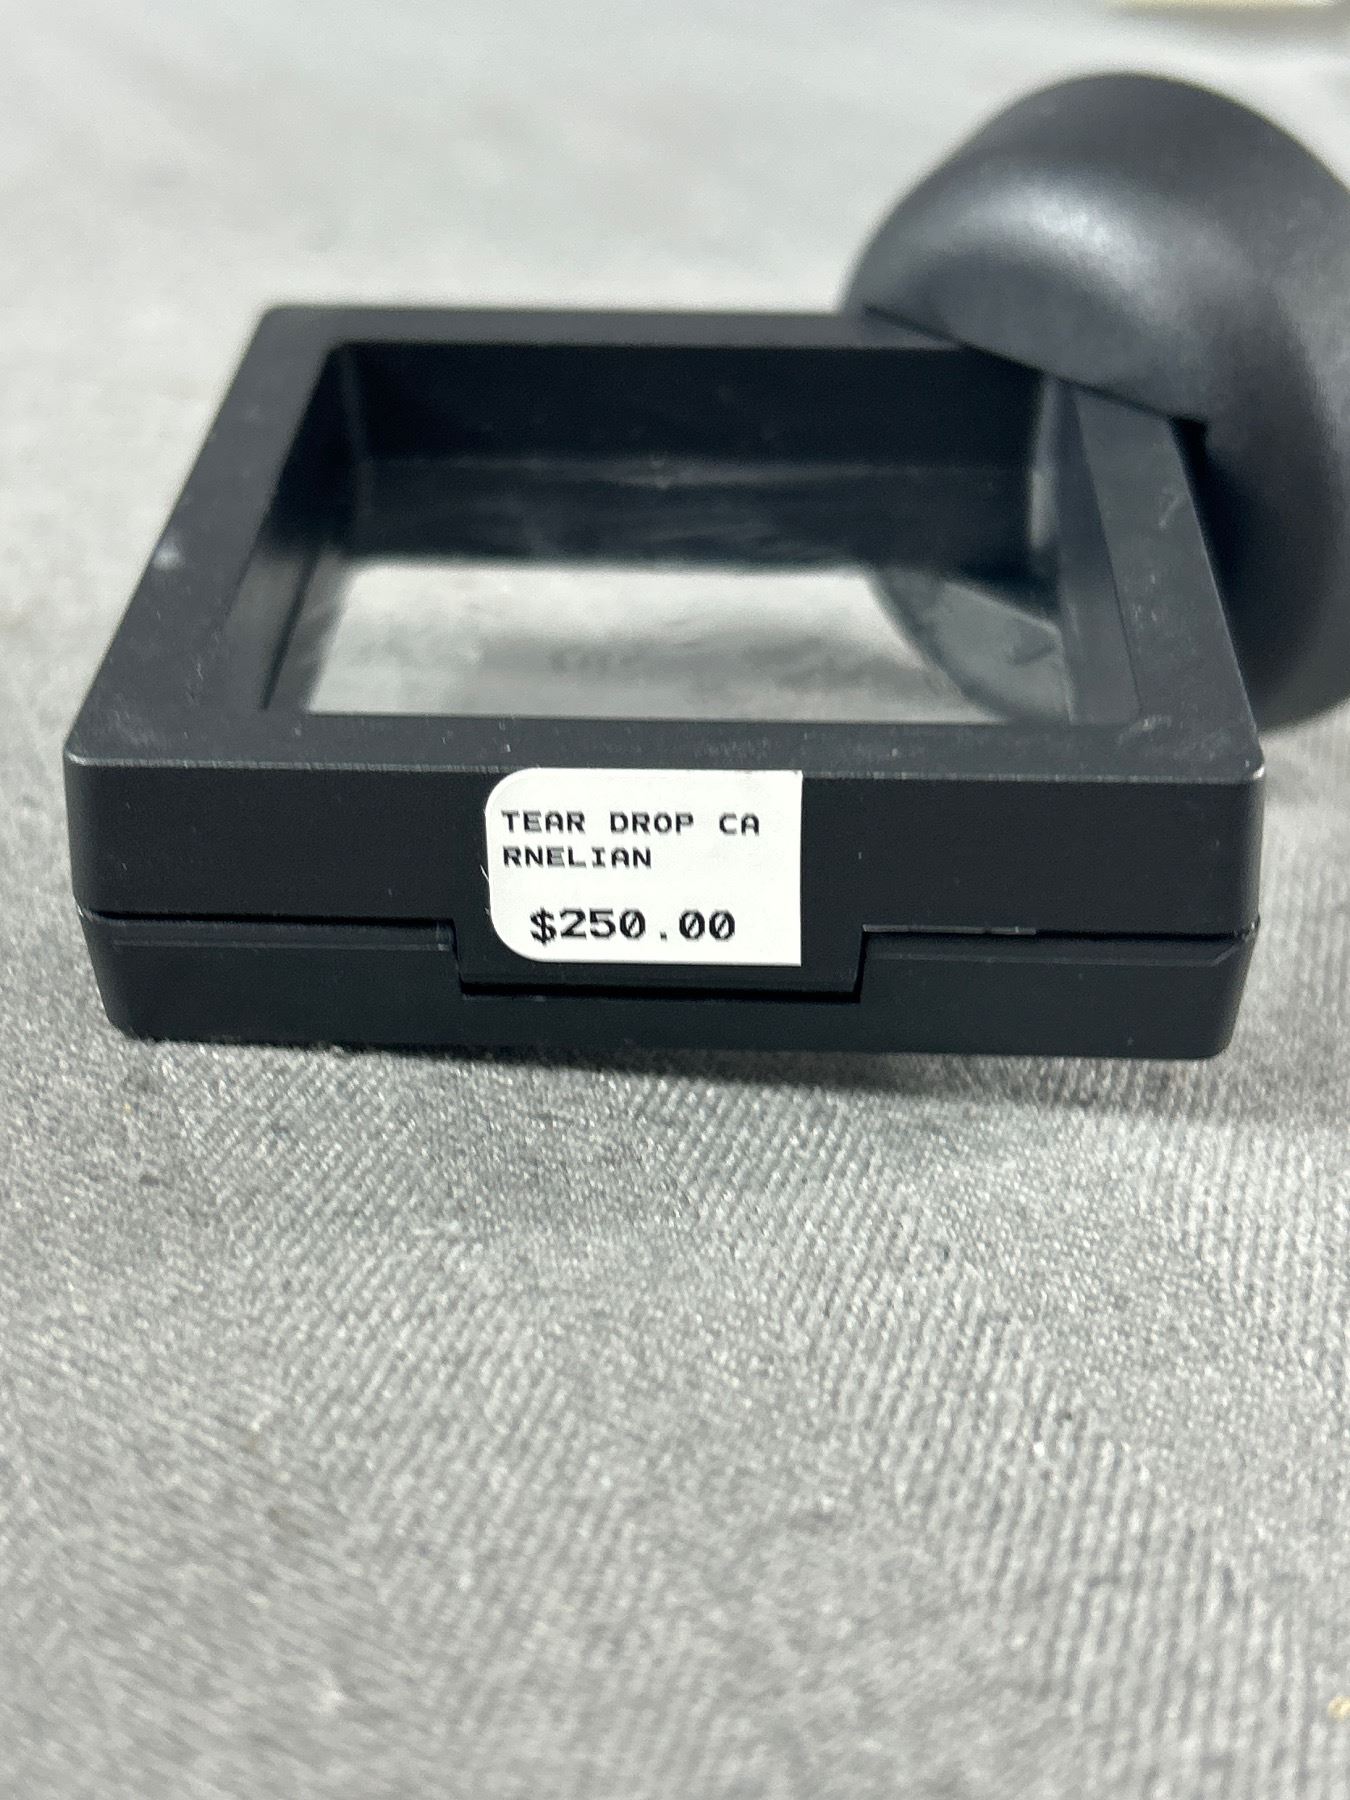 TEAR DROP CA
RNELIAN
$250.00